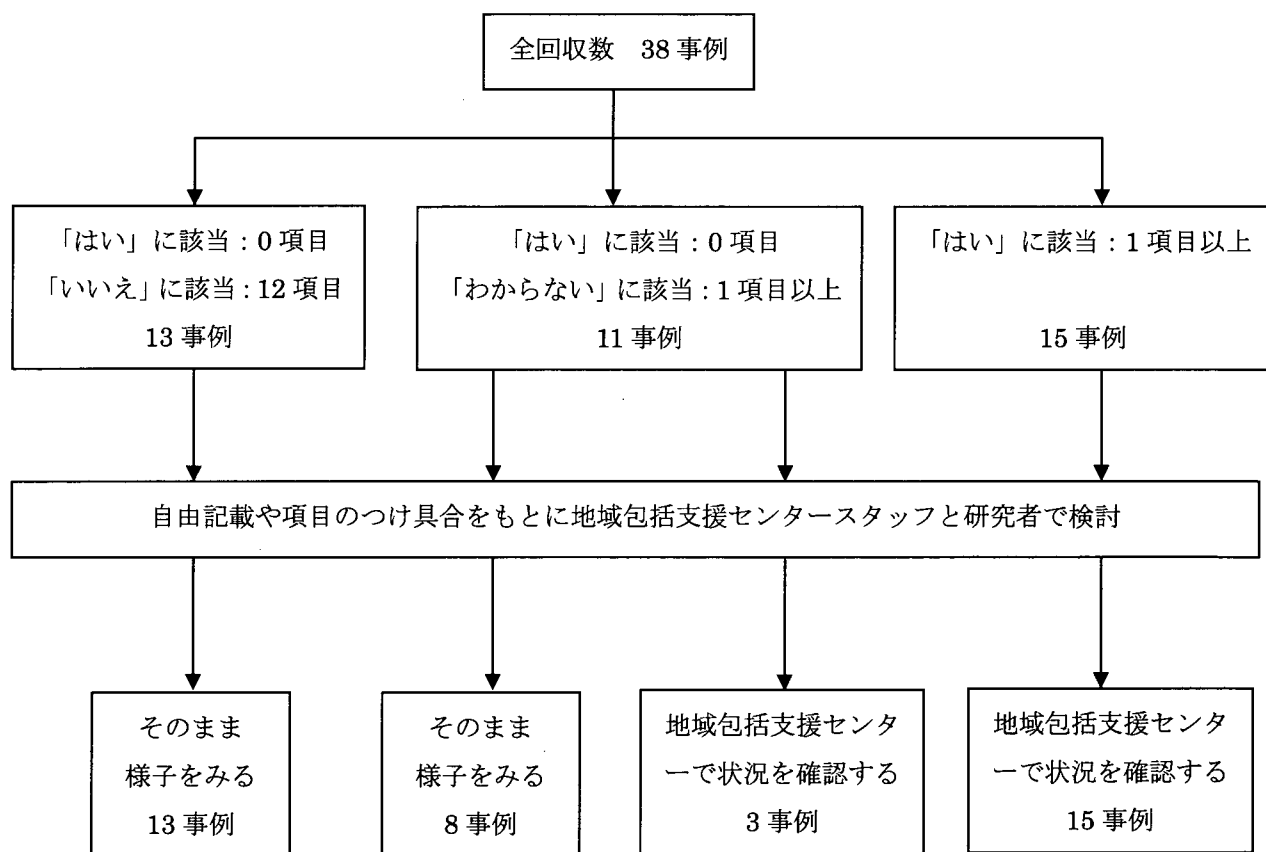 全回収数　38 事例
「はい」に該当：0 項目
「いいえ」に該当：12 項目
13 事例
「はい」に該当：0 項目
「わからない」に該当：1 項目以上
11 事例
「はい」に該当：1 項目以上
15 事例
自由記載や項目のつけ具合をもとに地域包括支援センタースタッフと研究者で検討
そのまま
様子をみる
13 事例
そのまま
様子をみる
8 事例
地域包括支援センタ
ーで状況を確認する
3 事例
地域包括支援センタ
ーで状況を確認する
15 事例